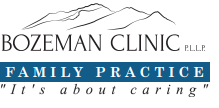 BOZEMAN CLINIC P.L.L.P.
FAMILY PRACTICE
"It's about caring"